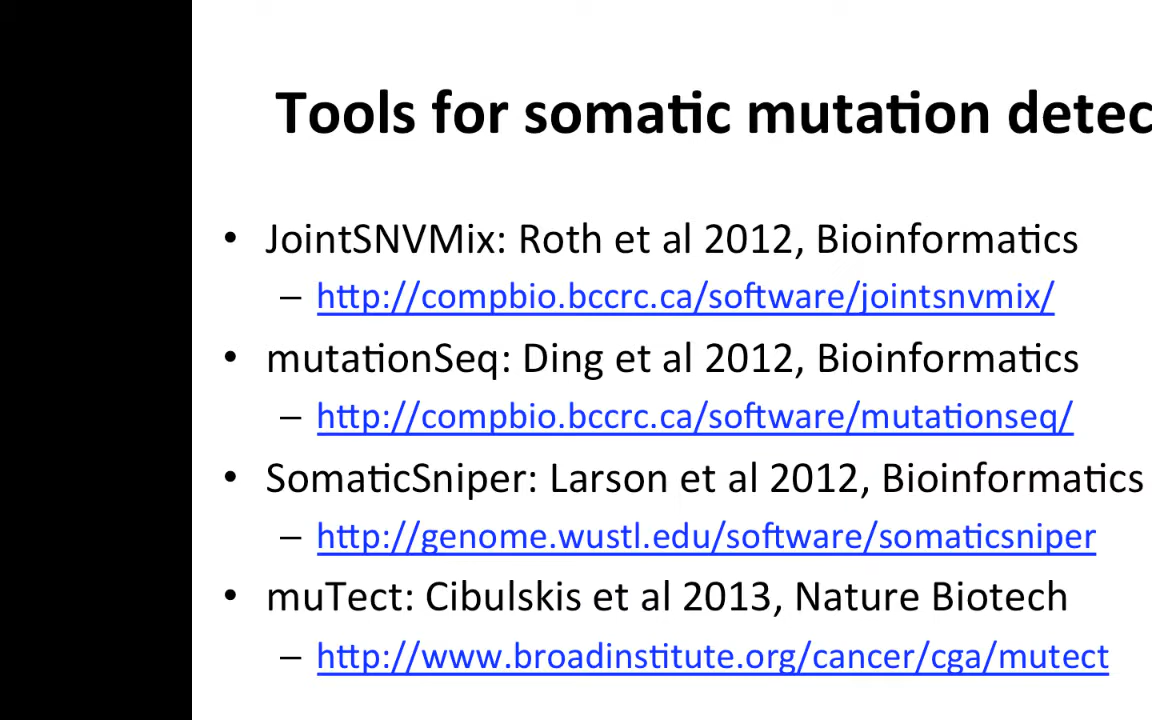 Tools for somatic mutation detec
• JointSNVMix: Roth et al 2012, Bioinformatics
– http://compbio.bccrc.ca/software/jointsnvmix/
• mutationSeq: Ding et al 2012, Bioinformatics
– http://compbio.bccrc.ca/software/mutationseq/
• SomaticSniper: Larson et al 2012, Bioinformatics
– http://genome.wustl.edu/software/somaticsniper
• muTect: Cibulskis et al 2013, Nature Biotech
– http://www.broadinstitute.org/cancer/cga/mutect